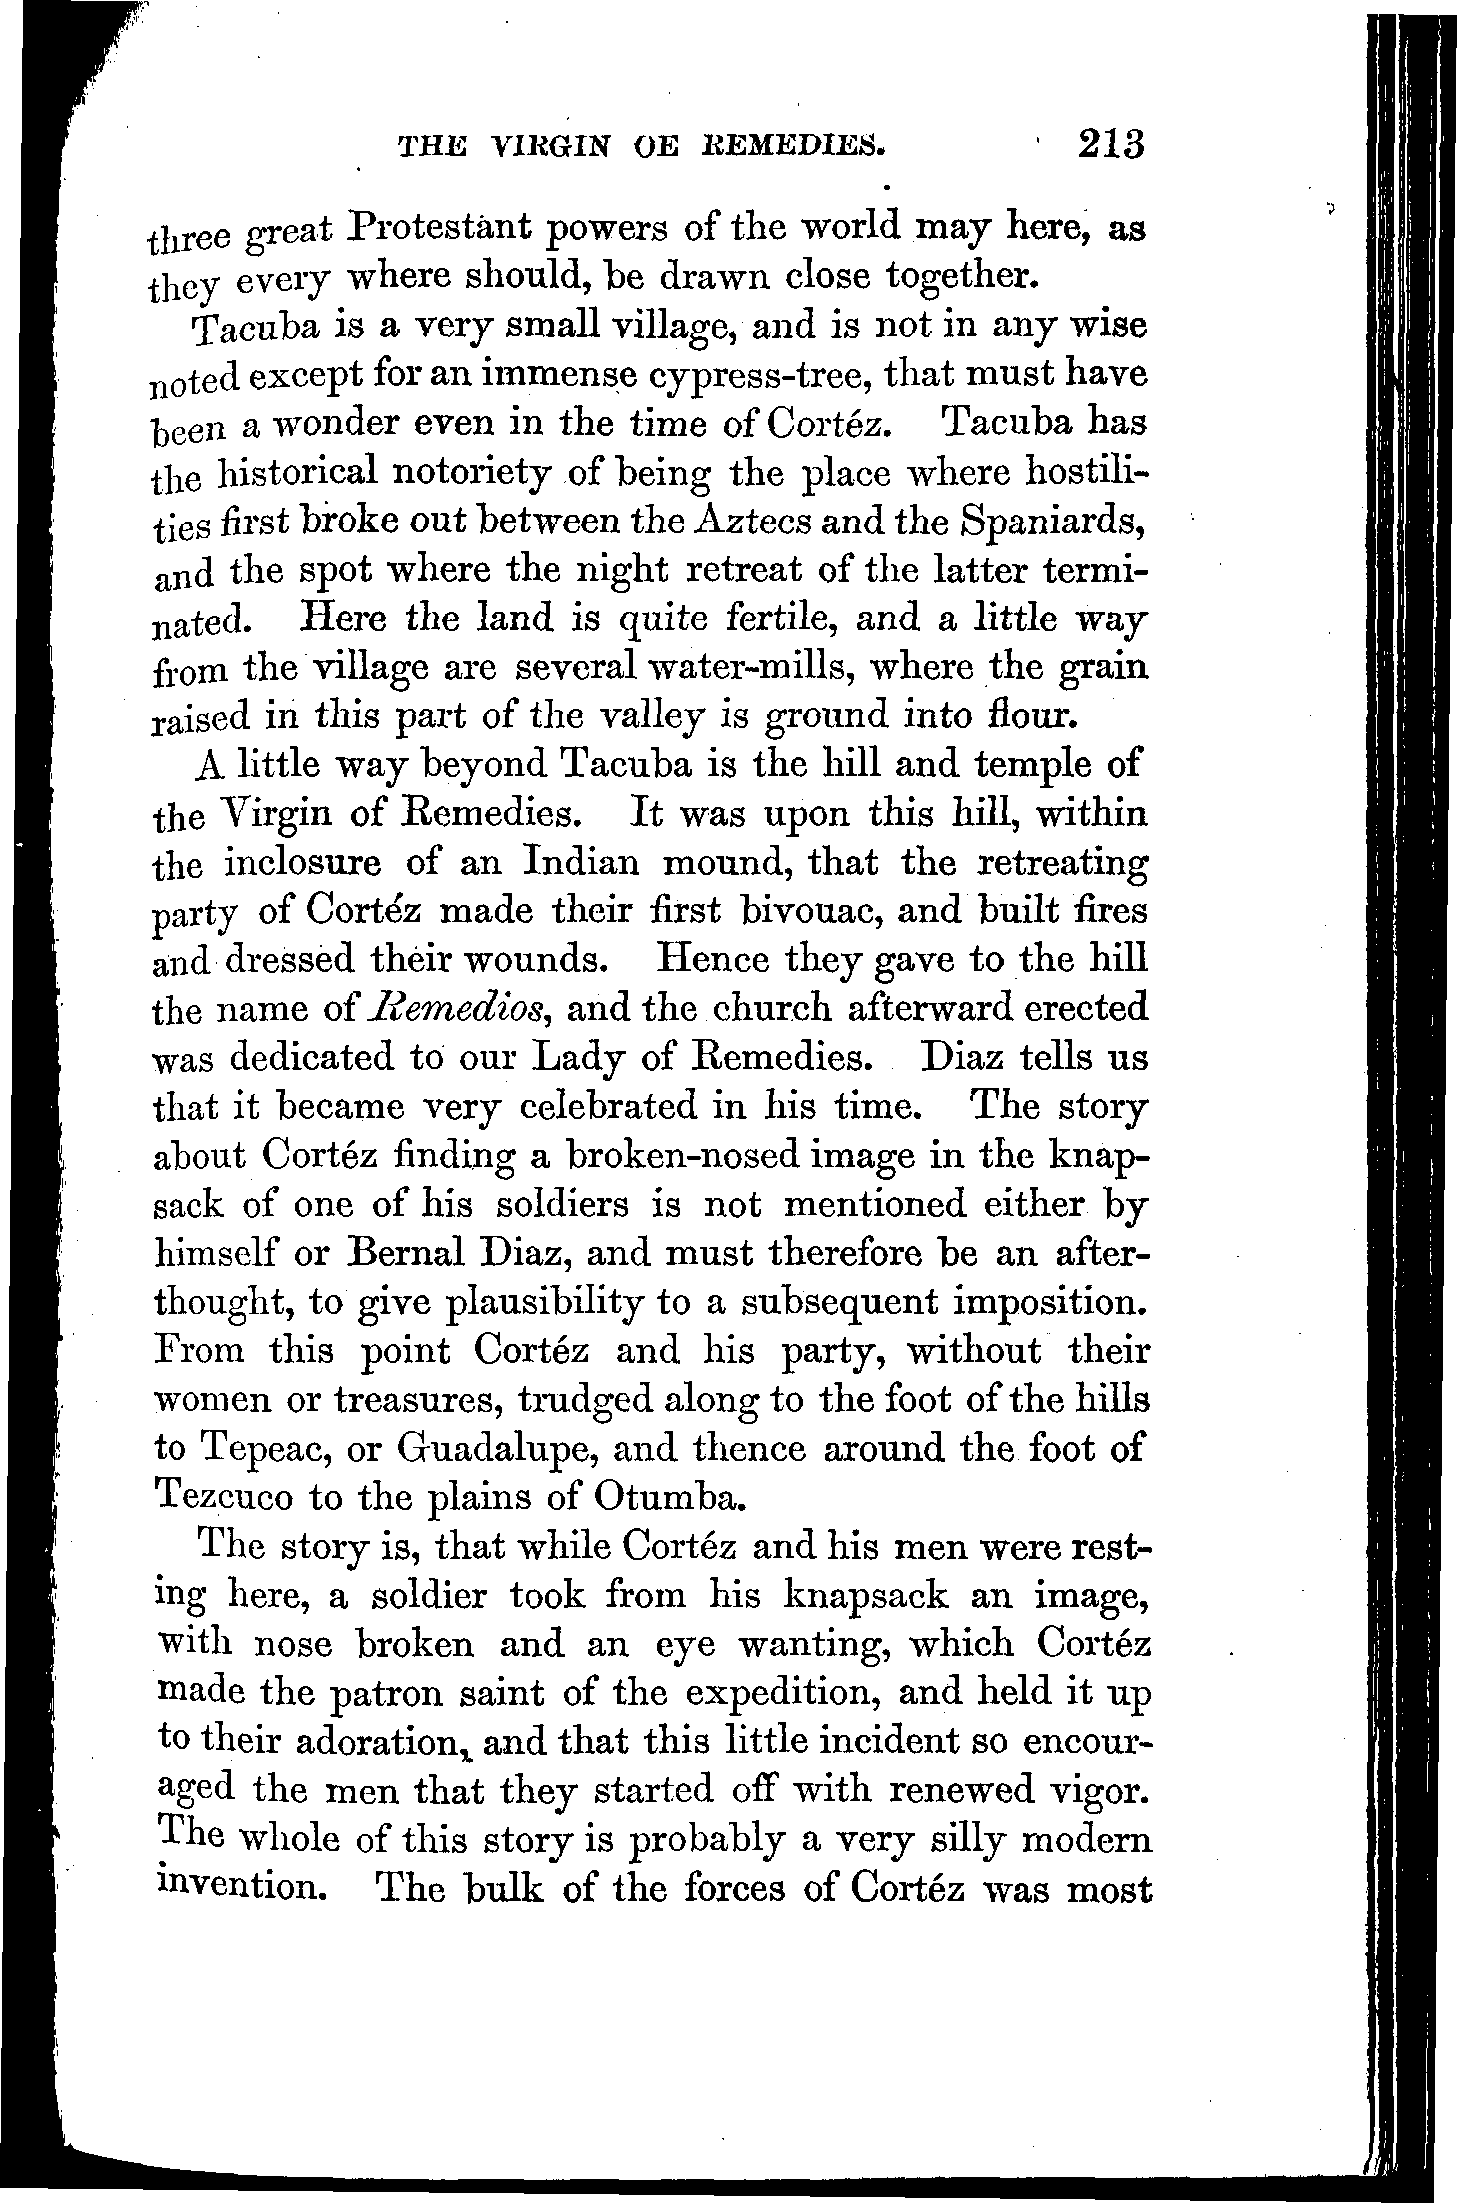 THE VIRGIN OF REMEDIES. 213
three great Protestant powers of the world may here, as
they every where should, be drawn close together.
Tacuba is a very small village, and is not in any wise
noted except for an immense cypress-tree, that must have
been a wonder even in the time of Cortéz. Tacuba has
the historical notoriety of being the place where hostili-
ties first broke out between the Aztecs and the Spaniards,
and the spot where the night retreat of the latter termi-
nated. Here the land is quite fertile, and a little way
from the village are several water-mills, where the grain
raised in this part of the valley is ground into flour.
A little way beyond Tacuba is the hill and temple of
the Virgin of Remedies. It was upon this hill, within
the inclosure of an Indian mound, that the retreating
party of Cortéz made their first bivouac, and built fires
and dressed their wounds. Hence they gave to the hill
the name of Remedios, and the church afterward erected
was dedicated to our Lady of Remedies. Diaz tells us
that it became very celebrated in his time. The story
about Cortéz finding a broken-nosed image in the knap-
sack of one of his soldiers is not mentioned either by
himself or Bernal Diaz, and must therefore be an after-
thought, to give plausibility to a subsequent imposition.
From this point Cortéz and his party, without their
women or treasures, trudged along to the foot of the hills
to Tepeac, or Guadalupe, and thence around the foot of
Tezcuco to the plains of Otumba.
The story is, that while Cortéz and his men were rest-
ing here, a soldier took from his knapsack an image,
with nose broken and an eye wanting, which Cortéz
made the patron saint of the expedition, and held it up
to their adoration, and that this little incident so encour-
aged the men that they started off with renewed vigor.
The whole of this story is probably a very silly modern
invention. The bulk of the forces of Cortéz was most